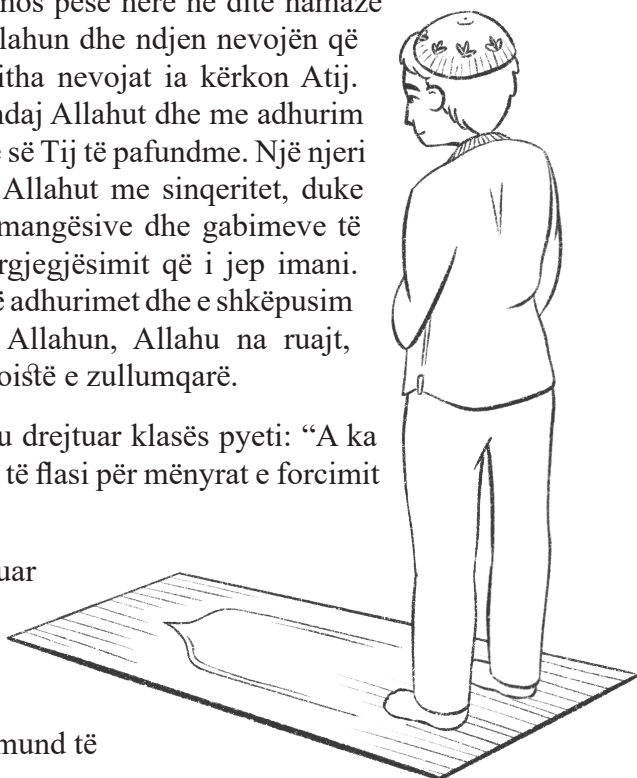 mos pesë herë në ditë namaze
llahun dhe ndjen nevojën që
itha nevojat ia kërkon Atij.
ndaj Allahut dhe me adhurim
e së Tij të pafundme. Një njeri
Allahut me sinqeritet, duke
mangësive dhe gabimeve të
rgjegjësimit që i jep imani.
ë adhurimet dhe e shkëpusim
Allahun, Allahu na ruajt,
oistë e zullumqarë.
u drejtuar klasës pyeti: “A ka
të flasi për mënyrat e forcimit
uar
mund të